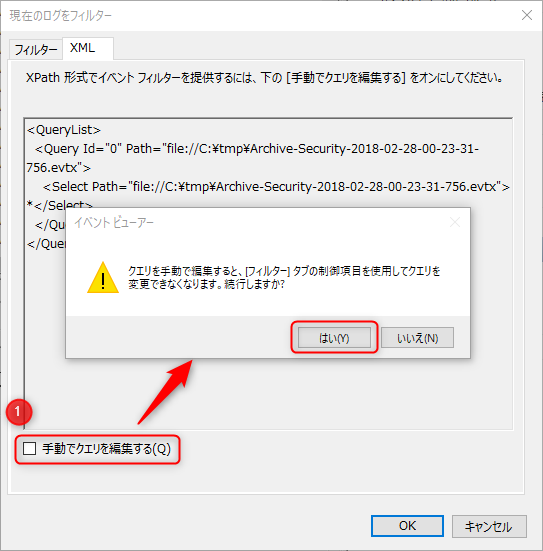 現在のログをフィルター
フィルター XML
XPath 形式でイベント フィルターを提供するには、下の [手動でクエリを編集する] をオンにしてください。
<QueryList>
<Query Id="0" Path="file://C:¥tmp¥Archive-Security-2018-02-28-00-23-31-
756.evtx">
<Select Path="file://C:¥tmp¥Archive-Security-2018-02-28-00-23-31-756.evtx">
*</Select>
</Qu
</Qu
イベント ビューアー
クエリを手動で編集すると、[フィルター] タブの制御項目を使用してクエリを
変更できなくなります。続行しますか?
はい(Y) いいえ(N)
1
手動でクエリを編集する(Q)
OK キャンセル